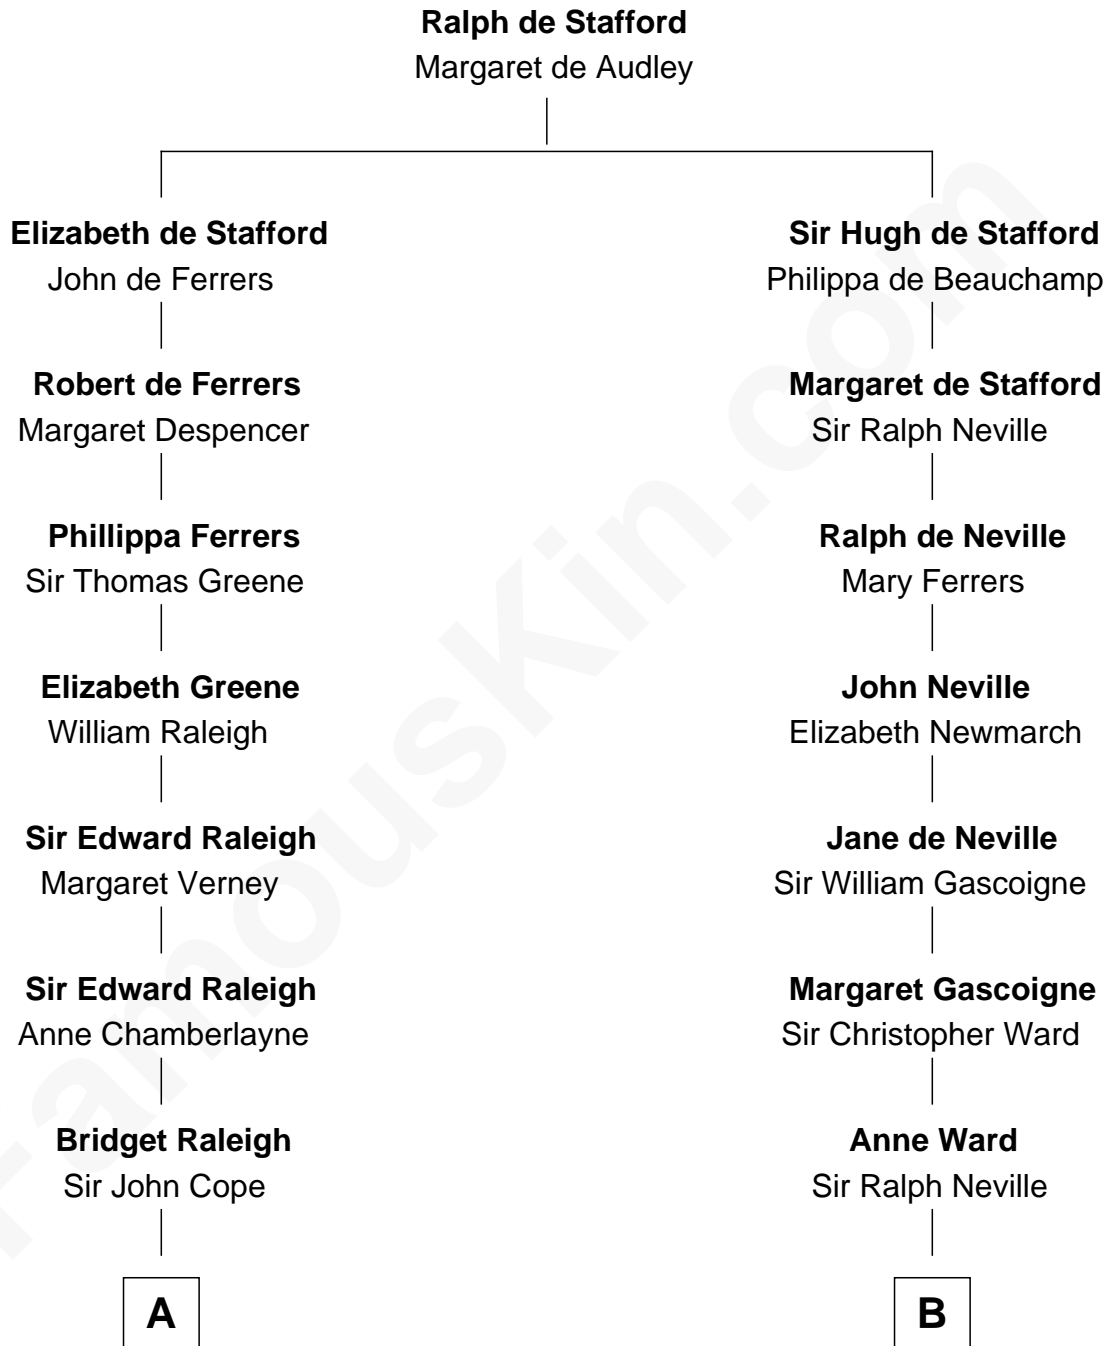 Ralph de Stafford
Margaret de Audley
Elizabeth de Stafford
John de Ferrers
Sir Hugh de Stafford
Philippa de Beauchamp
Robert de Ferrers
Margaret Despencer
Margaret de Stafford
Sir Ralph Neville
Phillippa Ferrers
Sir Thomas Greene
Ralph de Neville
Mary Ferrers
Elizabeth Greene
William Raleigh
John Neville
Elizabeth Newmarch
Sir Edward Raleigh
Margaret Verney
Jane de Neville
Sir William Gascoigne
Sir Edward Raleigh
Anne Chamberlayne
Margaret Gascoigne
Sir Christopher Ward
Bridget Raleigh
Sir John Cope
Anne Ward
Sir Ralph Neville
A
B
FamousKin.com